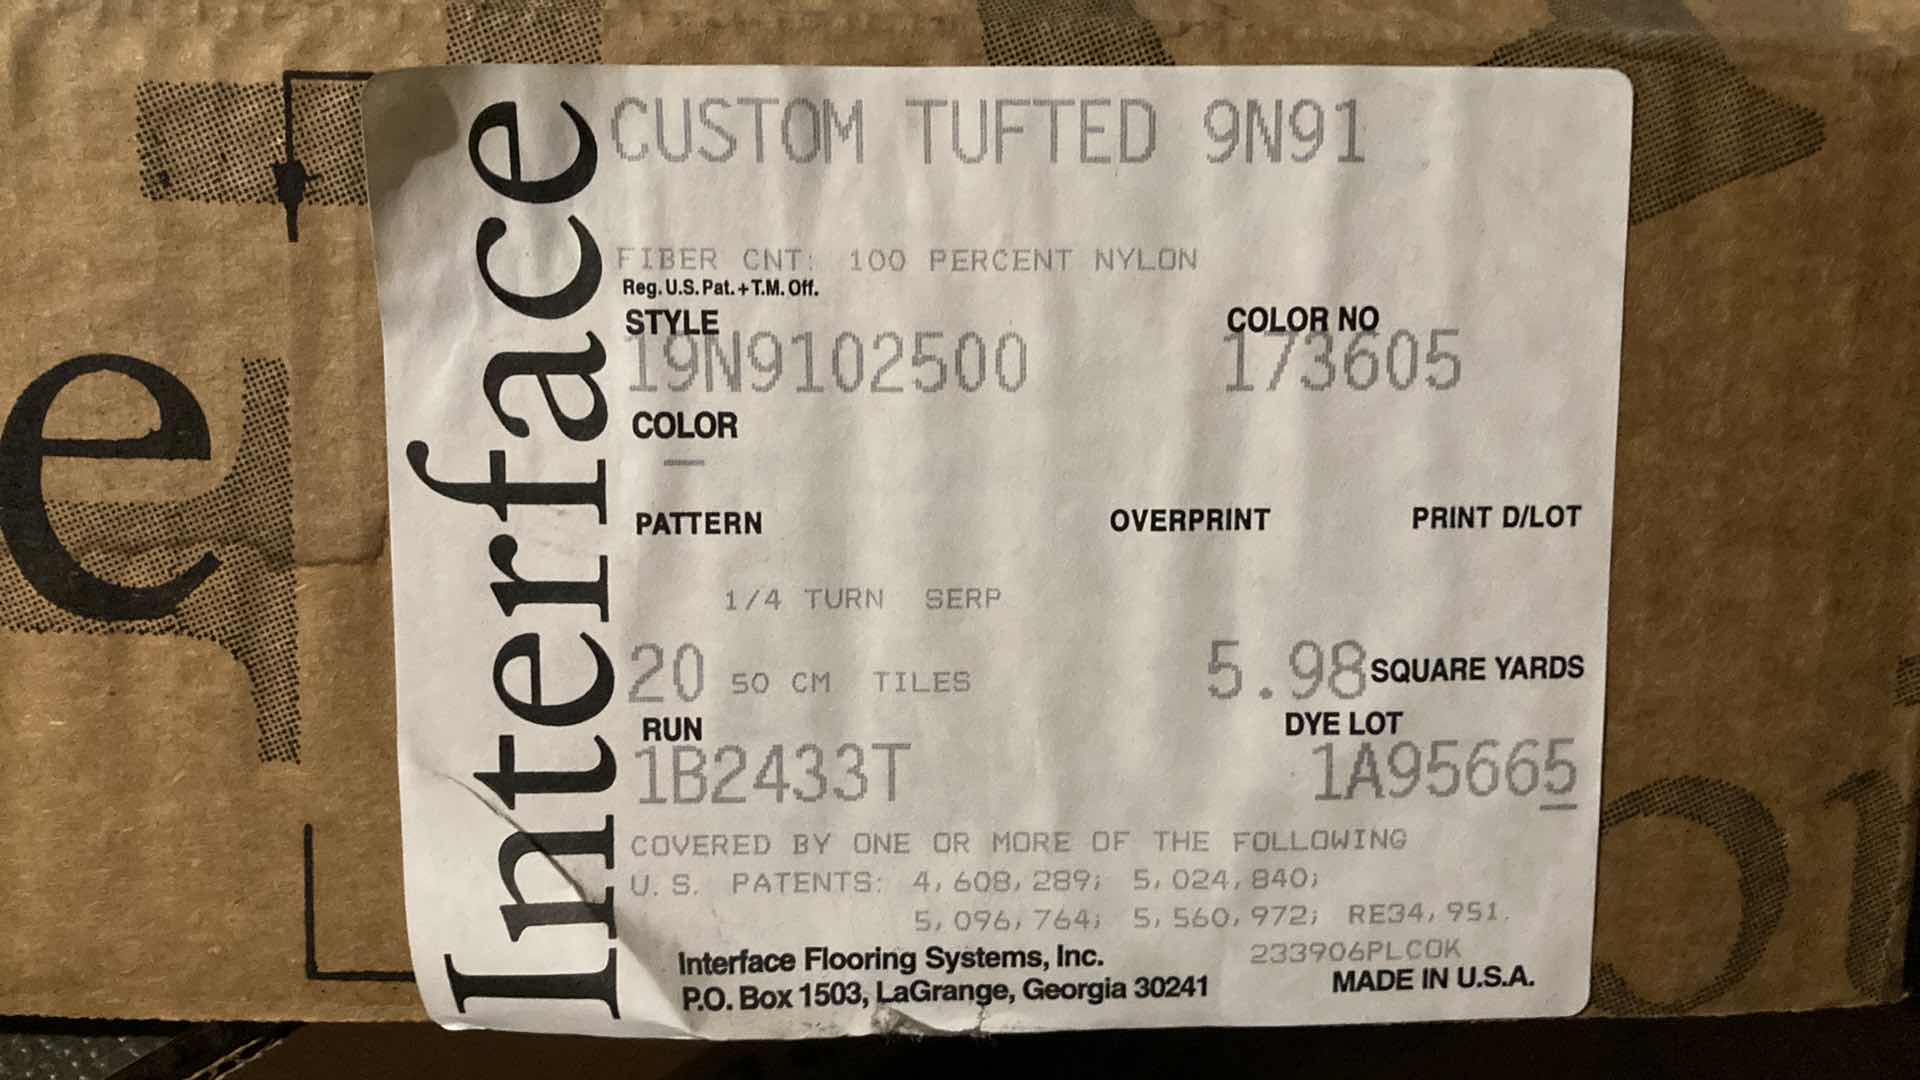 Interface
CUSTOM TUFTED 9N91
FIBER CNT: 100 PERCENT NYLON
Reg. U.S. Pat. + T.M. Off.
STYLE COLOR NO
19N9102500 173605
COLOR
—
PATTERN OVERPRINT PRINT D/LOT
1/4 TURN SERP
20 50 CM TILES 5.98 SQUARE YARDS
RUN DYE LOT
1B2433T 1A95665
COVERED BY ONE OR MORE OF THE FOLLOWING
U.S. PATENTS: 4,608,289; 5,024,840;
5,096,764; 5,560,972; RE34,951.
Interface Flooring Systems, Inc. 233906PLCOK
P.O. Box 1503, LaGrange, Georgia 30241 MADE IN U.S.A.
e